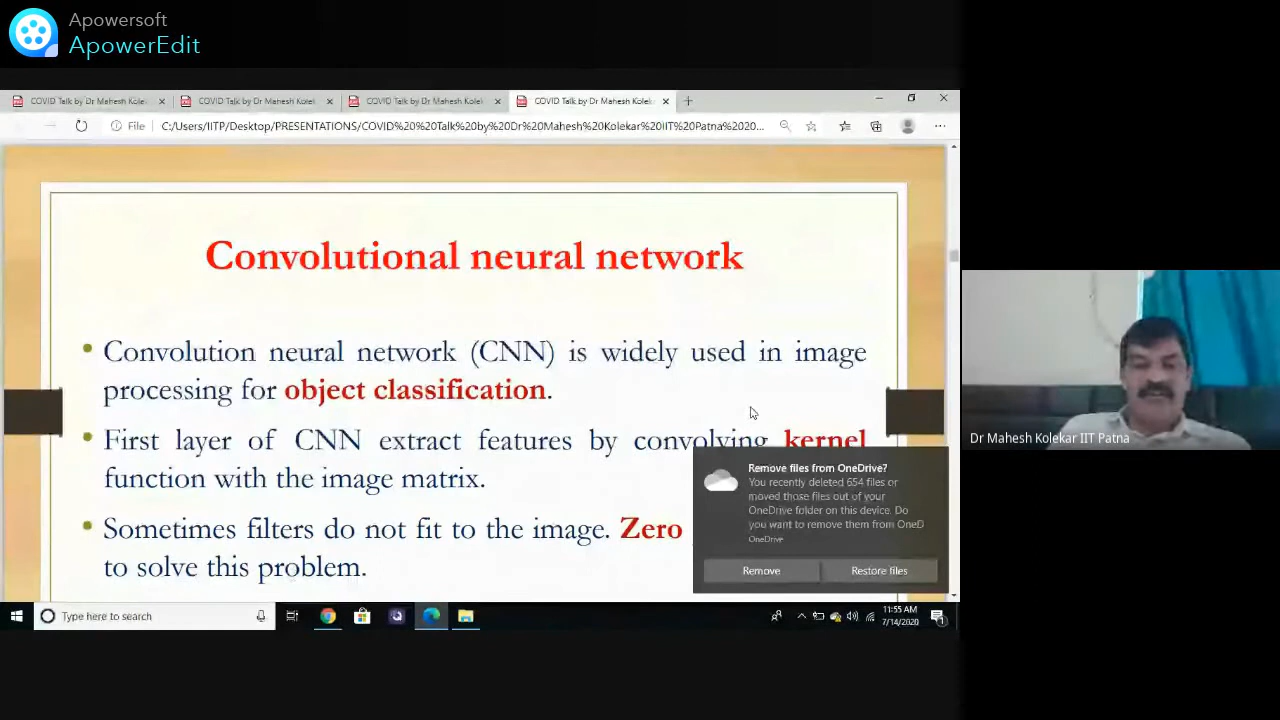 Apowersoft
ApowerEdit
COVID Talk by Dr Mahesh Kolek
COVID Talk by Dr Mahesh Kolek
COVID Talk by Dr Mahesh Kolek
COVID Talk by Dr Mahesh Kolek
File
C:/Users/IITP/Desktop/PRESENTATIONS/COVID%20%20Talk%20by%20Dr%20Mahesh%20Kolekar%20IIT%20Patna%2020...
Convolutional neural network
• Convolution neural network (CNN) is widely used in image
processing for object classification.
• First layer of CNN extract features by convolving kernel
function with the image matrix.
• Sometimes filters do not fit to the image. Zero
to solve this problem.
Remove files from OneDrive?
You recently deleted 654 files or
moved those files out of your
OneDrive folder on this device. Do
you want to remove them from OneD
OneDrive
Remove
Restore files
Dr Mahesh Kolekar IIT Patna
Type here to search
11:55 AM
7/14/2020
1